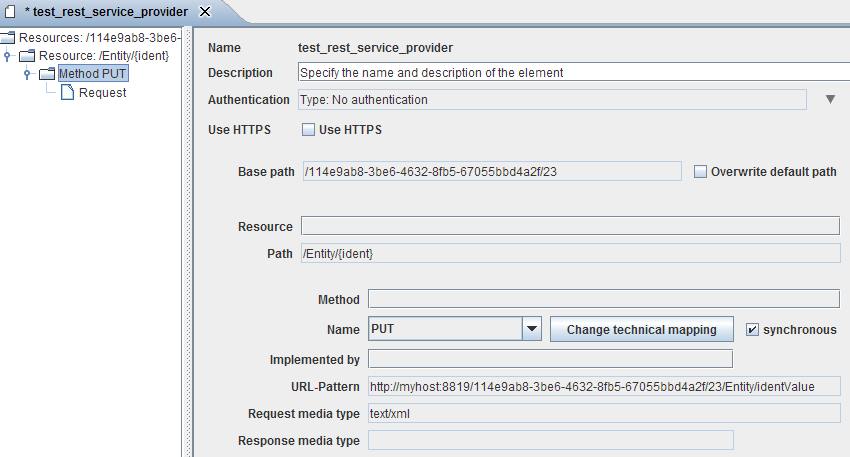 * test_rest_service_provider
Resources: /114e9ab8-3be6-
Resource: /Entity/{ident}
Method PUT
Request
Name test_rest_service_provider
Description Specify the name and description of the element
Authentication Type: No authentication
Use HTTPS Use HTTPS
Base path /114e9ab8-3be6-4632-8fb5-67055bbd4a2f/23 Overwrite default path
Resource
Path /Entity/{ident}
Method
Name PUT Change technical mapping synchronous
Implemented by
URL-Pattern http://myhost:8819/114e9ab8-3be6-4632-8fb5-67055bbd4a2f/23/Entity/identValue
Request media type text/xml
Response media type